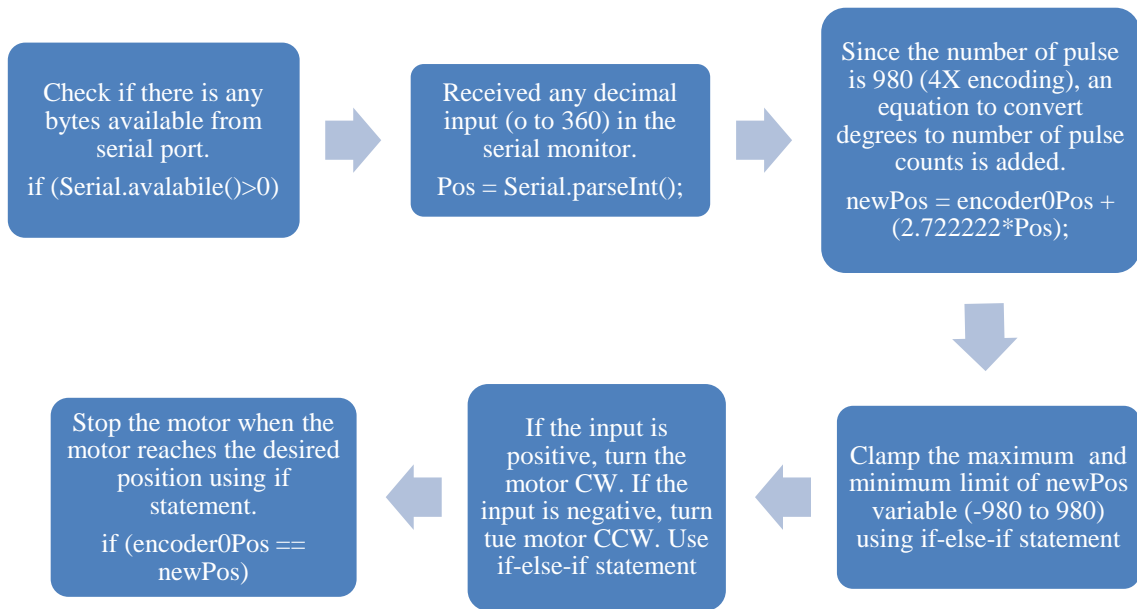 Check if there is any
bytes available from
serial port.
if (Serial.avalabile()>0)
Received any decimal
input (o to 360) in the
serial monitor.
Pos = Serial.parseInt();
Since the number of pulse
is 980 (4X encoding), an
equation to convert
degrees to number of pulse
counts is added.
newPos = encoder0Pos +
(2.722222*Pos);
Clamp the maximum and
minimum limit of newPos
variable (-980 to 980)
using if-else-if statement
If the input is
positive, turn the
motor CW. If the
input is negative, turn
tue motor CCW. Use
if-else-if statement
Stop the motor when the
motor reaches the desired
position using if
statement.
if (encoder0Pos ==
newPos)